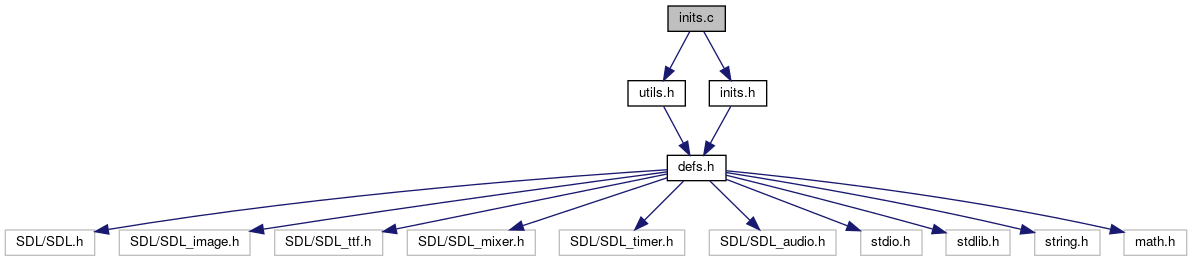 inits.c
utils.h
inits.h
defs.h
SDL/SDL.h
SDL/SDL_image.h
SDL/SDL_ttf.h
SDL/SDL_mixer.h
SDL/SDL_timer.h
SDL/SDL_audio.h
stdio.h
stdlib.h
string.h
math.h